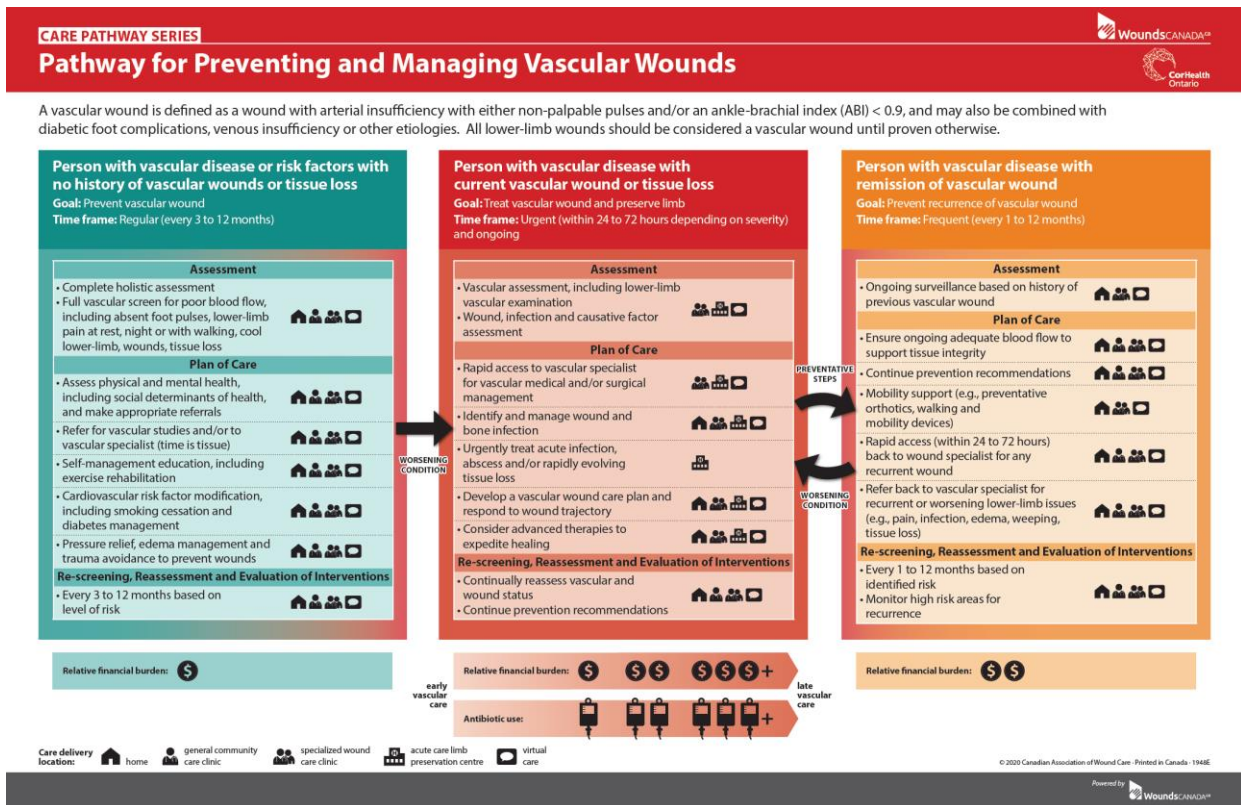 CARE PATHWAY SERIES
Pathway for Preventing and Managing Vascular Wounds
WoundsCANADA
CorHealth
Ontario
A vascular wound is defined as a wound with arterial insufficiency with either non-palpable pulses and/or an ankle-brachial index (ABI) < 0.9, and may also be combined with
diabetic foot complications, venous insufficiency or other etiologies. All lower-limb wounds should be considered a vascular wound until proven otherwise.
Person with vascular disease or risk factors with
no history of vascular wounds or tissue loss
Goal: Prevent vascular wound
Time frame: Regular (every 3 to 12 months)
Assessment
• Complete holistic assessment
• Full vascular screen for poor blood flow,
including absent foot pulses, lower-limb
pain at rest, night or with walking, cool
lower-limb, wounds, tissue loss
Plan of Care
• Assess physical and mental health,
including social determinants of health,
and make appropriate referrals
• Refer for vascular studies and/or to
vascular specialist (time is tissue)
• Self-management education, including
exercise rehabilitation
• Cardiovascular risk factor modification,
including smoking cessation and
diabetes management
• Pressure relief, edema management and
trauma avoidance to prevent wounds
Re-screening, Reassessment and Evaluation of Interventions
• Every 3 to 12 months based on
level of risk
Relative financial burden: $
WORSENING
CONDITION
Person with vascular disease with
current vascular wound or tissue loss
Goal: Treat vascular wound and preserve limb
Time frame: Urgent (within 24 to 72 hours depending on severity)
and ongoing
Assessment
• Vascular assessment, including lower-limb
vascular examination
• Wound, infection and causative factor
assessment
Plan of Care
• Rapid access to vascular specialist
for vascular medical and/or surgical
management
• Identify and manage wound and
bone infection
• Urgently treat acute infection,
abscess and/or rapidly evolving
tissue loss
• Develop a vascular wound care plan and
respond to wound trajectory
• Consider advanced therapies to
expedite healing
Re-screening, Reassessment and Evaluation of Interventions
• Continually reassess vascular and
wound status
• Continue prevention recommendations
early
vascular
care
Relative financial burden: $ $$ $$$+
Antibiotic use: +
late
vascular
care
PREVENTATIVE
STEPS
WORSENING
CONDITION
Person with vascular disease with
remission of vascular wound
Goal: Prevent recurrence of vascular wound
Time frame: Frequent (every 1 to 12 months)
Assessment
• Ongoing surveillance based on history of
previous vascular wound
Plan of Care
• Ensure ongoing adequate blood flow to
support tissue integrity
• Continue prevention recommendations
• Mobility support (e.g., preventative
orthotics, walking and
mobility devices)
• Rapid access (within 24 to 72 hours)
back to wound specialist for any
recurrent wound
• Refer back to vascular specialist for
recurrent or worsening lower-limb issues
(e.g., pain, infection, edema, weeping,
tissue loss)
Re-screening, Reassessment and Evaluation of Interventions
• Every 1 to 12 months based on
identified risk
• Monitor high risk areas for
recurrence
Relative financial burden: $$
Care delivery
location:
home
general community
care clinic
specialized wound
care clinic
acute care limb
preservation centre
virtual
care
© 2020 Canadian Association of Wound Care · Printed in Canada · 1948E
Powered by
WoundsCANADA